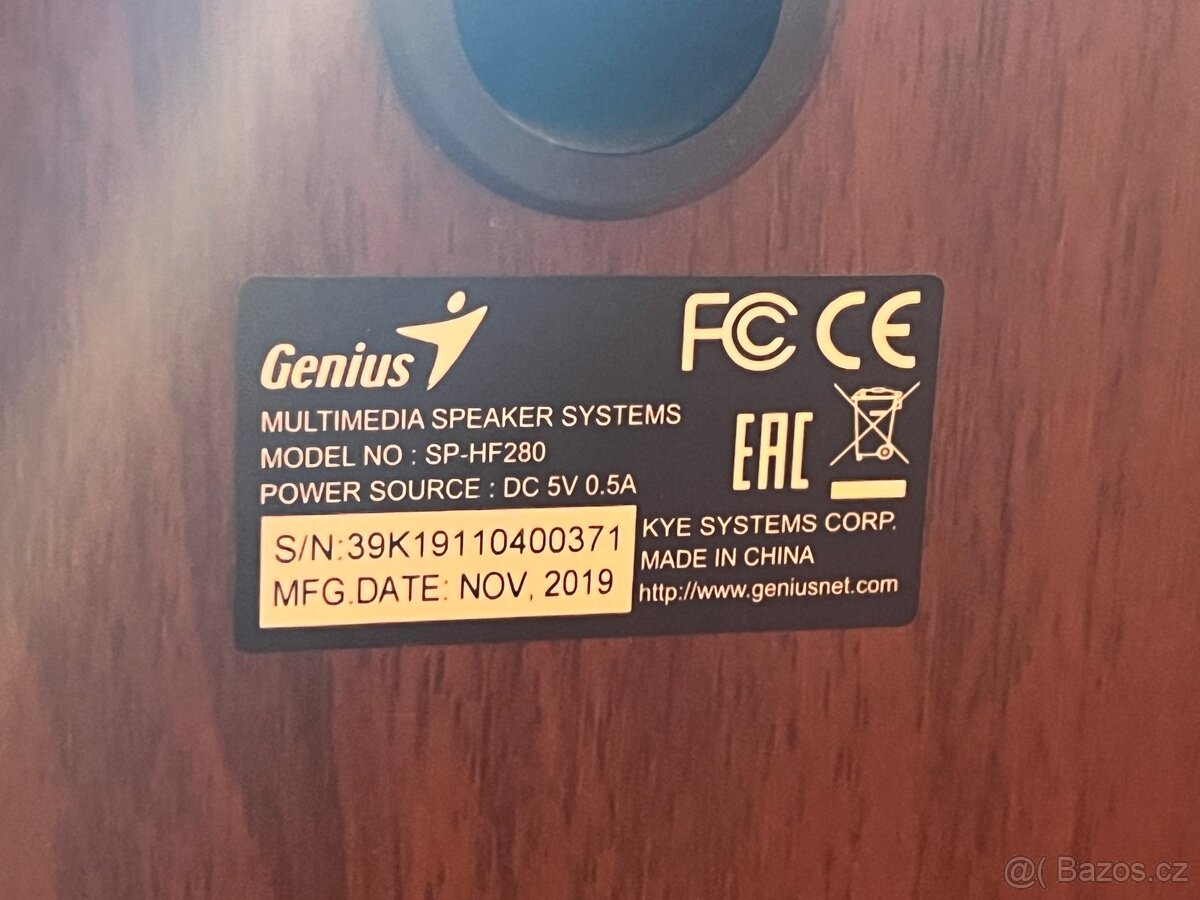 Genius
FC CE
MULTIMEDIA SPEAKER SYSTEMS
MODEL NO : SP-HF280
POWER SOURCE : DC 5V 0.5A
EAC
S/N:39K19110400371
MFG.DATE: NOV, 2019
KYE SYSTEMS CORP.
MADE IN CHINA
http://www.geniusnet.com
@( Bazos.cz